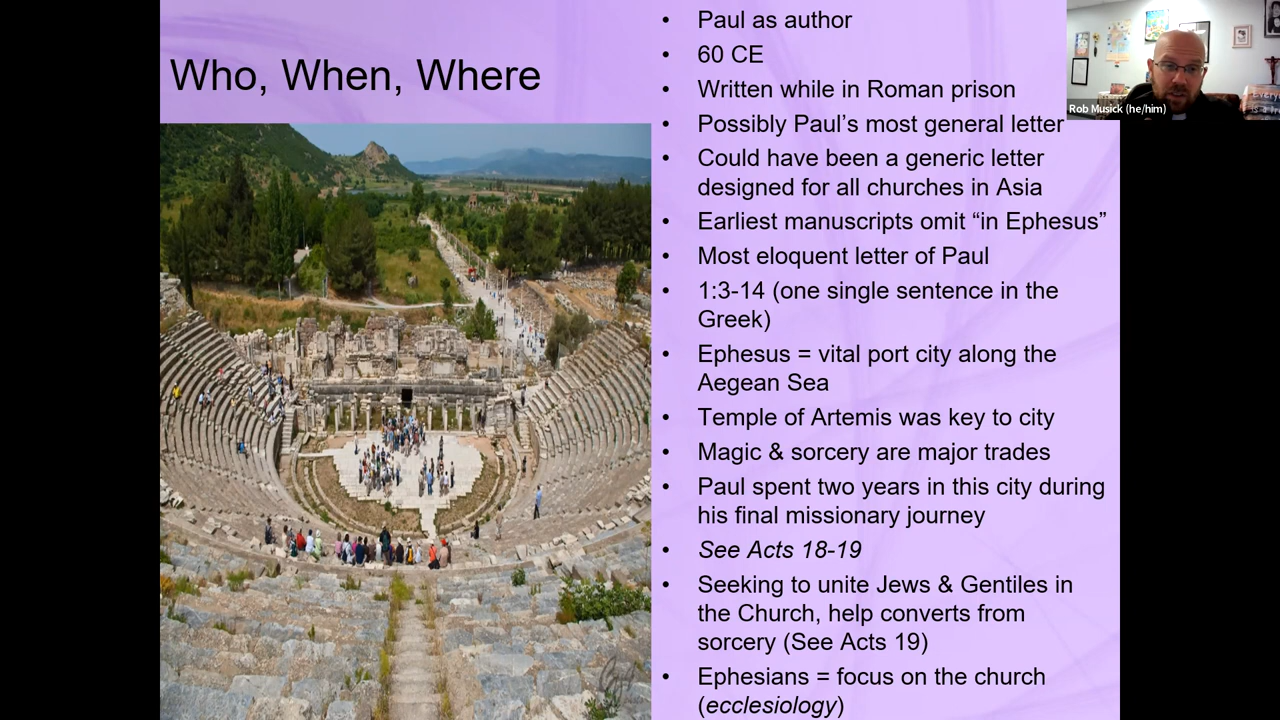 Who, When, Where
• Paul as author
• 60 CE
• Written while in Roman prison
• Possibly Paul’s most general letter
• Could have been a generic letter
designed for all churches in Asia
• Earliest manuscripts omit “in Ephesus”
• Most eloquent letter of Paul
• 1:3-14 (one single sentence in the
Greek)
• Ephesus = vital port city along the
Aegean Sea
• Temple of Artemis was key to city
• Magic & sorcery are major trades
• Paul spent two years in this city during
his final missionary journey
• See Acts 18-19
• Seeking to unite Jews & Gentiles in
the Church, help converts from
sorcery (See Acts 19)
• Ephesians = focus on the church
(ecclesiology)
Rob Musick (he/him)